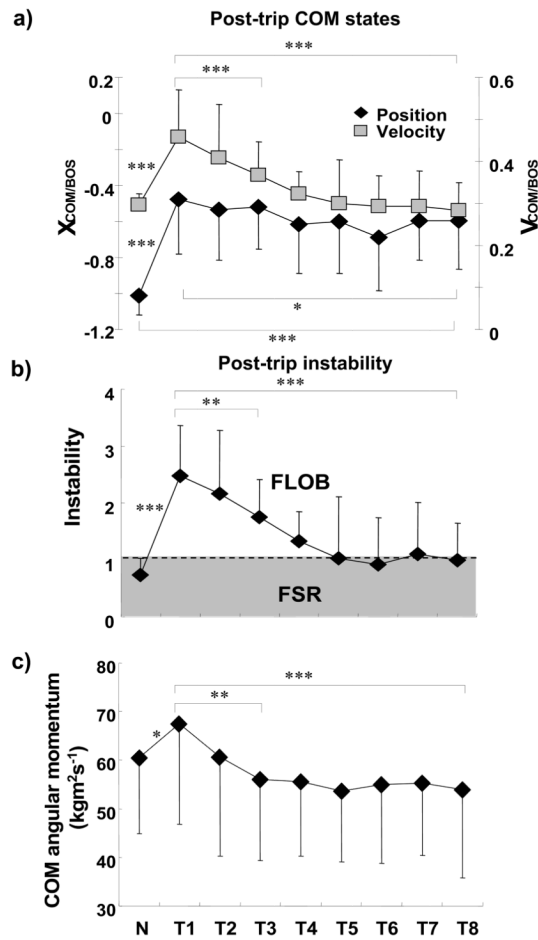 a)
Post-trip COM states
***
***
0.2
0
-0.4
-0.8
-1.2
XCOM/BOS
0.6
0.4
0.2
0
VCOM/BOS
Position
Velocity
***
***
*
***
b)
Post-trip instability
***
**
4
3
2
1
0
Instability
***
FLOB
FSR
c)
***
**
*
80
70
60
50
40
30
COM angular momentum
(kgm²s⁻¹)
N T1 T2 T3 T4 T5 T6 T7 T8